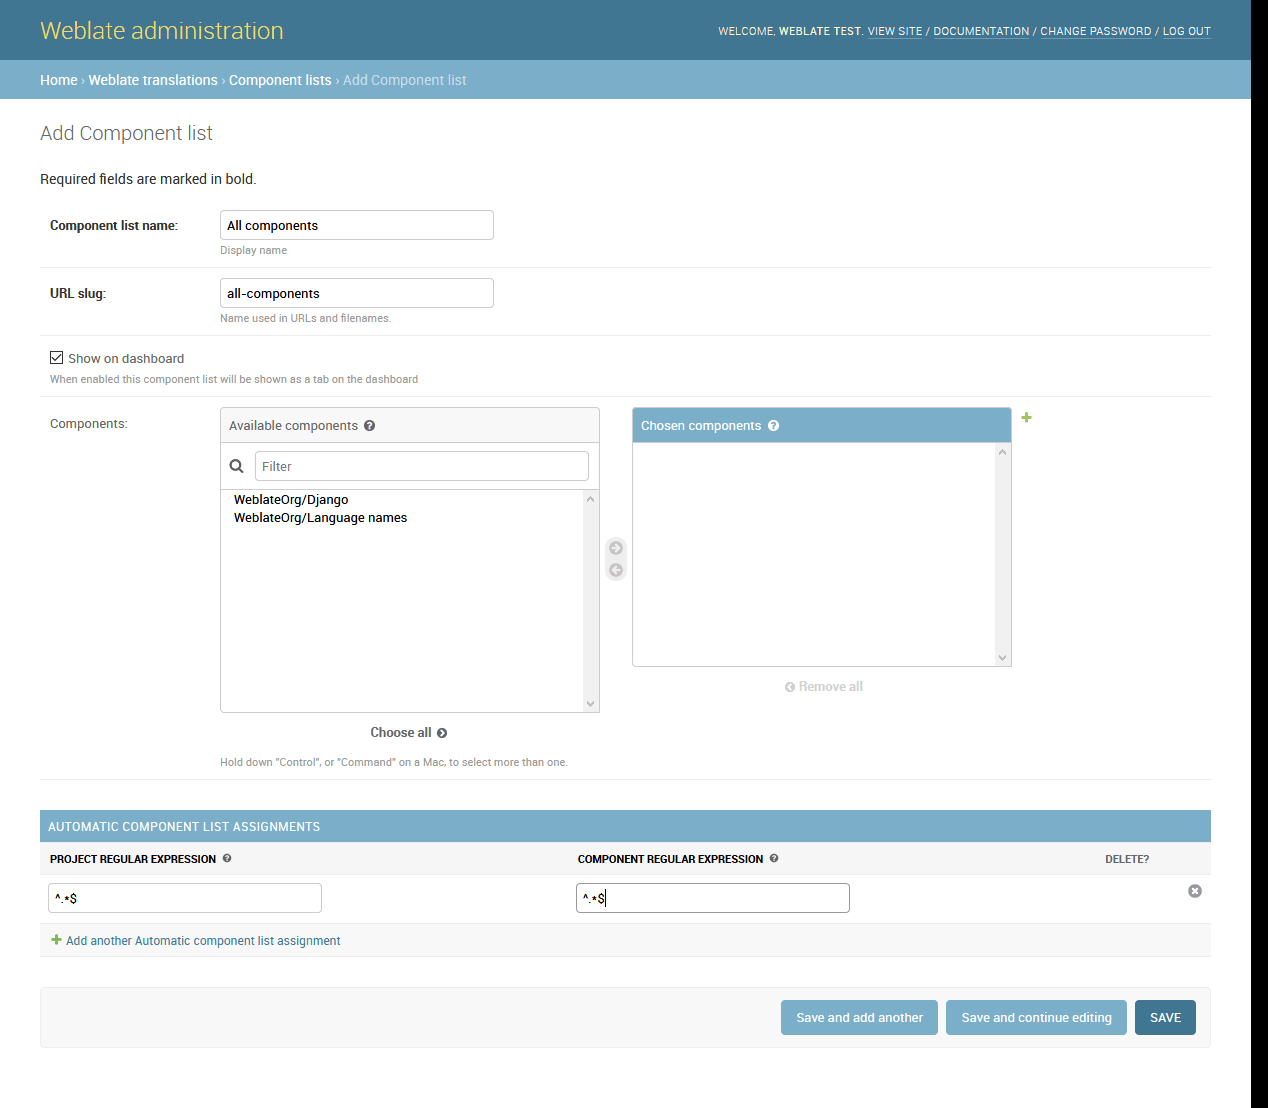 Weblate administration
WELCOME, WEBLATE TEST. VIEW SITE / DOCUMENTATION / CHANGE PASSWORD / LOG OUT
Home › Weblate translations › Component lists › Add Component list
Add Component list
Required fields are marked in bold.
Component list name: All components
Display name
URL slug: all-components
Name used in URLs and filenames.
Show on dashboard
When enabled this component list will be shown as a tab on the dashboard
Components:
Available components
Filter
WeblateOrg/Django
WeblateOrg/Language names
Choose all
Chosen components
Remove all
Hold down "Control", or "Command" on a Mac, to select more than one.
AUTOMATIC COMPONENT LIST ASSIGNMENTS
PROJECT REGULAR EXPRESSION COMPONENT REGULAR EXPRESSION DELETE?
^.*$ ^.*$
Add another Automatic component list assignment
Save and add another Save and continue editing SAVE